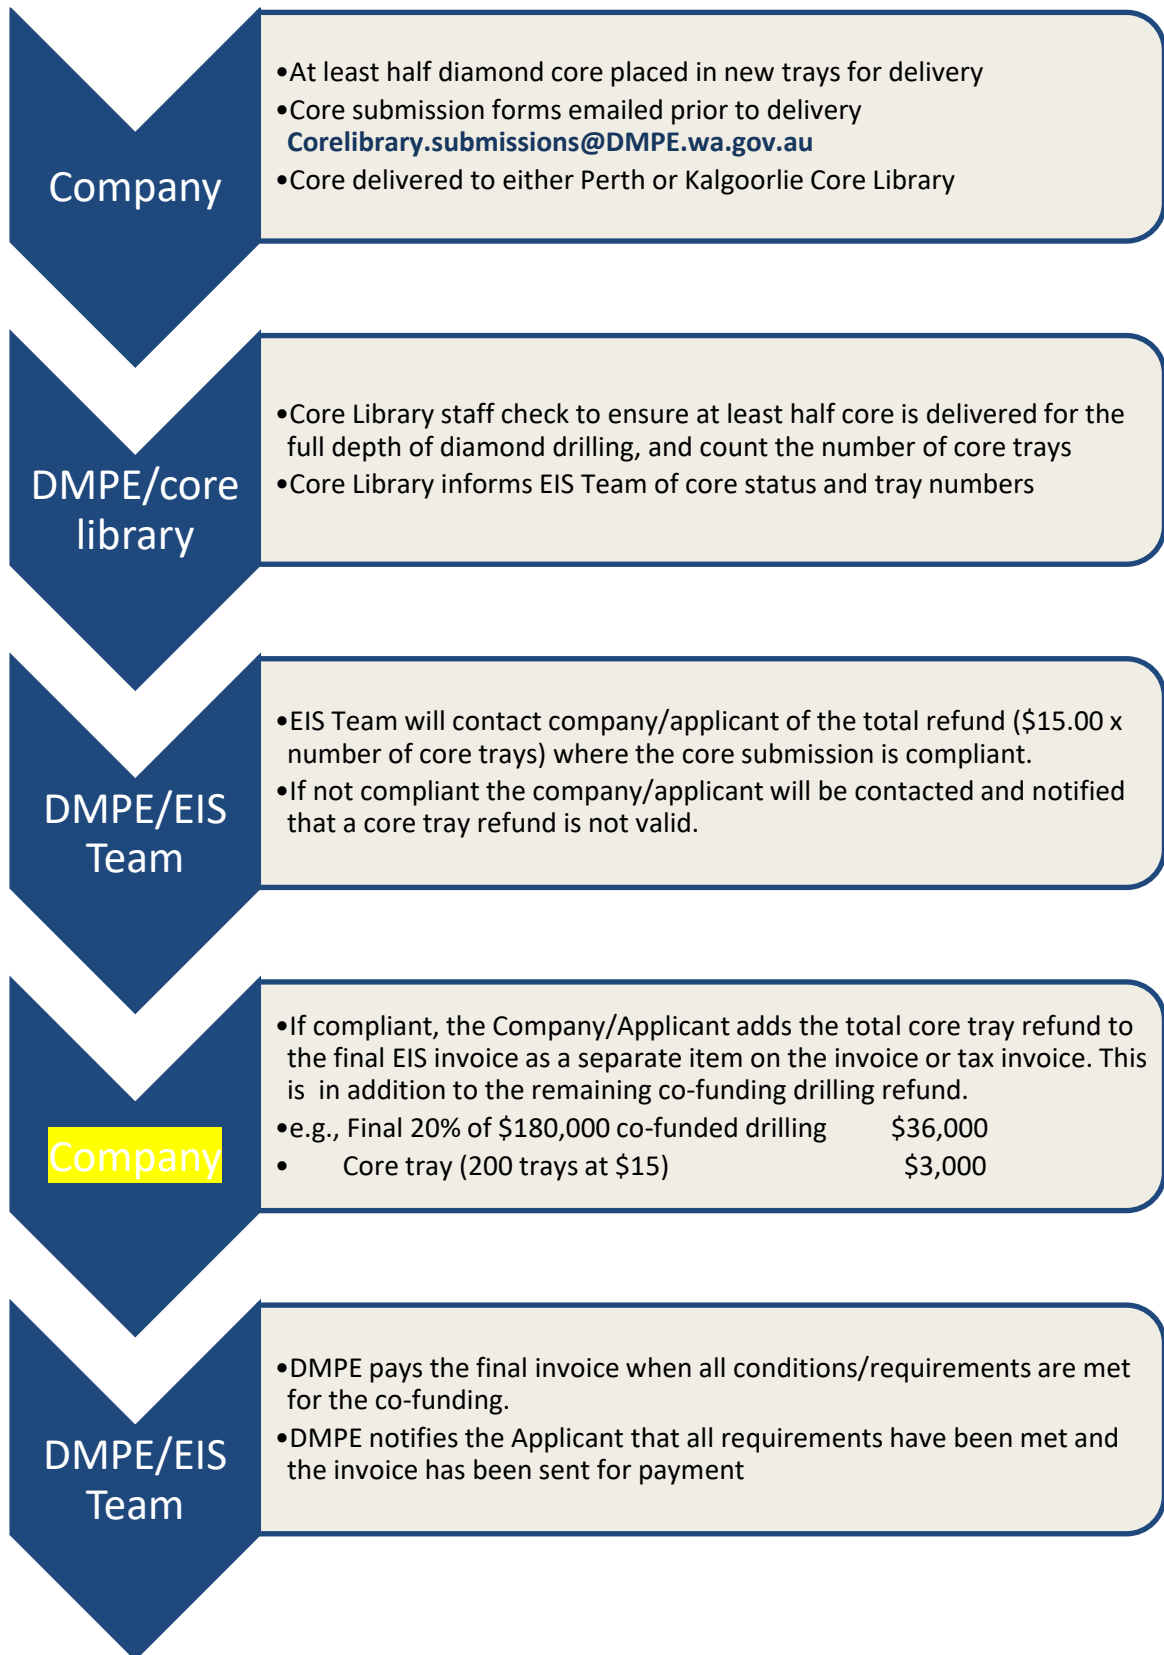 Company
•At least half diamond core placed in new trays for delivery
•Core submission forms emailed prior to delivery
Corelibrary.submissions@DMPE.wa.gov.au
•Core delivered to either Perth or Kalgoorlie Core Library
DMPE/core
library
•Core Library staff check to ensure at least half core is delivered for the
full depth of diamond drilling, and count the number of core trays
•Core Library informs EIS Team of core status and tray numbers
DMPE/EIS
Team
•EIS Team will contact company/applicant of the total refund ($15.00 x
number of core trays) where the core submission is compliant.
•If not compliant the company/applicant will be contacted and notified
that a core tray refund is not valid.
Company
•If compliant, the Company/Applicant adds the total core tray refund to
the final EIS invoice as a separate item on the invoice or tax invoice. This
is in addition to the remaining co-funding drilling refund.
•e.g., Final 20% of $180,000 co-funded drilling $36,000
• Core tray (200 trays at $15) $3,000
DMPE/EIS
Team
•DMPE pays the final invoice when all conditions/requirements are met
for the co-funding.
•DMPE notifies the Applicant that all requirements have been met and
the invoice has been sent for payment